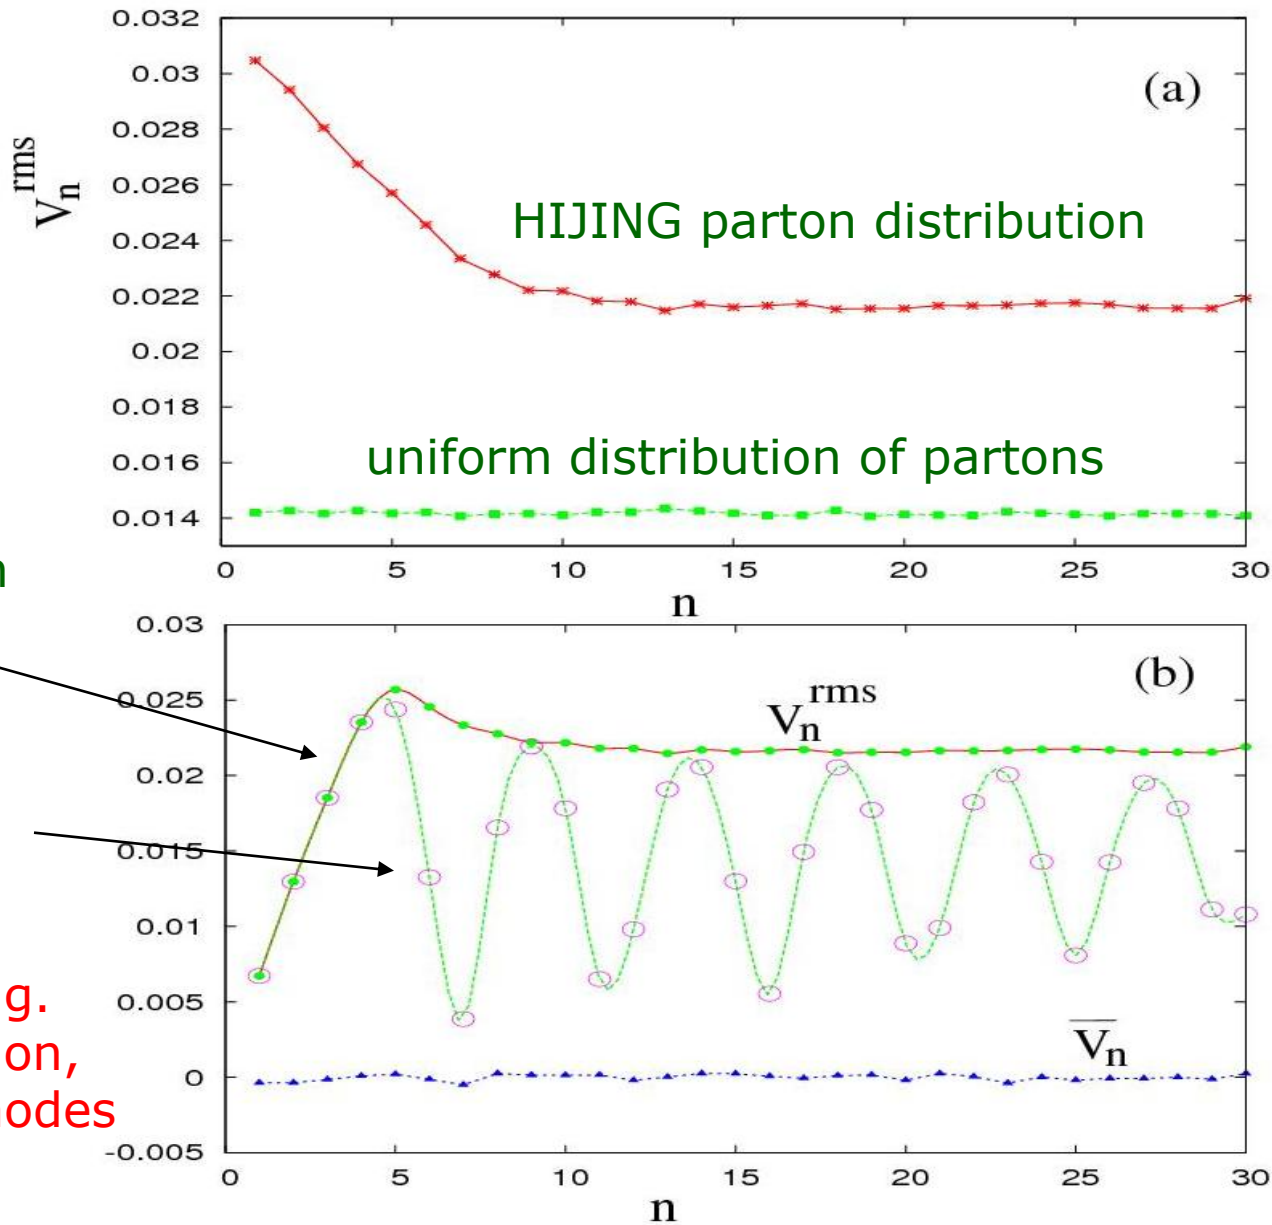 0.032
0.03
0.028
0.026
0.024
0.022
0.02
0.018
0.016
0.014
V_n^rms
(a)
HIJING parton distribution
uniform distribution of partons
0 5 10 15 20 25 30
n
n
0.03
0.025
0.02
0.015
0.01
0.005
0
-0.005
(b)
V_n^rms
g.
on,
odes
V̅_n
0 5 10 15 20 25 30
n